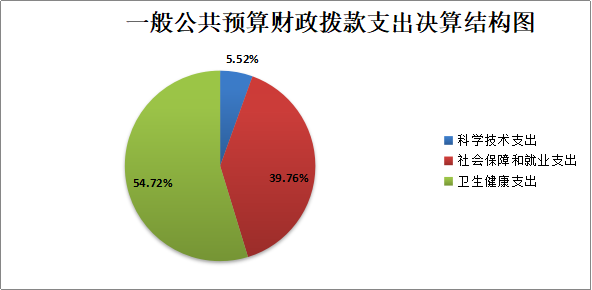 一般公共预算财政拨款支出决算结构图
5.52%
39.76%
54.72%
科学技术支出
社会保障和就业支出
卫生健康支出